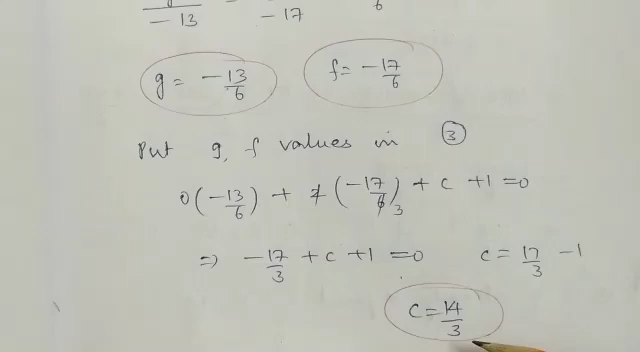 -13 -17 6
g = -13/6 f = -17/6
Put g, f values in ③
0(-13/6) + 2(-17/6)3 + c + 1 = 0
⇒ -17/3 + c + 1 = 0 c = 17/3 - 1
c = 14/3